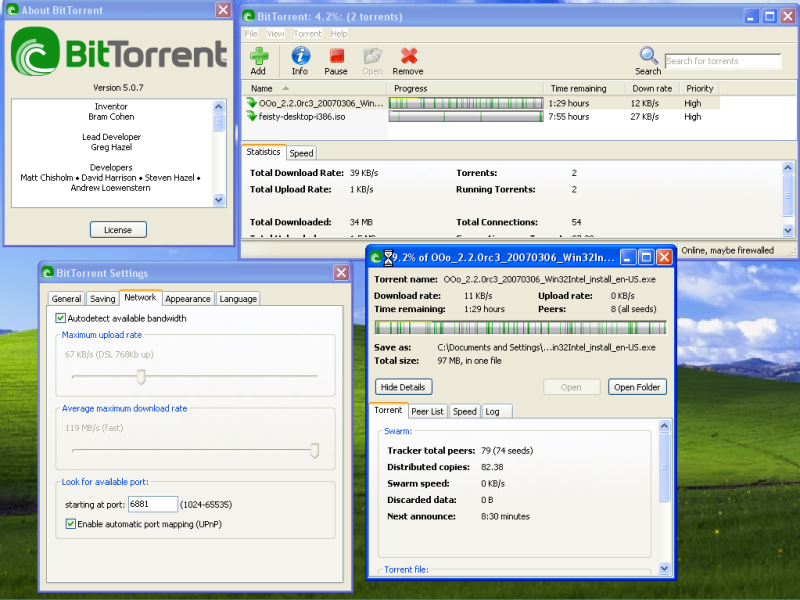 About BitTorrent
BitTorrent
Version 5.0.7
Inventor
Bram Cohen
Lead Developer
Greg Hazel
Developers
Matt Chisholm • David Harrison • Steven Hazel •
Andrew Loewenstern
License
BitTorrent: 4.2%: (2 torrents)
File View Torrent Help
Add Info Pause Open Remove Search Search for torrents
Name Progress Time remaining Down rate Priority
OOo_2.2.0rc3_20070306_Win... 1:29 hours 12 KB/s High
feisty-desktop-i386.iso 7:55 hours 27 KB/s High
Statistics Speed
Total Download Rate: 39 KB/s Torrents: 2
Total Upload Rate: 1 KB/s Running Torrents: 2
Total Downloaded: 34 MB Total Connections: 54
Online, maybe firewalled
BitTorrent Settings
General Saving Network Appearance Language
Autodetect available bandwidth
Maximum upload rate
67 KB/s (DSL 768Kb up)
Average maximum download rate
119 MB/s (fast)
Look for available port:
starting at port: 6881 (1024-65535)
Enable automatic port mapping (UPnP)
9.2% of OOo_2.2.0rc3_20070306_Win32In...
Torrent name: OOo_2.2.0rc3_20070306_Win32Intel_install_en-US.exe
Download rate: 11 KB/s Upload rate: 0 KB/s
Time remaining: 1:29 hours Peers: 8 (all seeds)
Save as: C:\Documents and Settings\...in32Intel_install_en-US.exe
Total size: 97 MB, in one file
Hide Details Open Open Folder
Torrent Peer List Speed Log
Swarm:
Tracker total peers: 79 (74 seeds)
Distributed copies: 82.38
Swarm speed: 0 KB/s
Discarded data: 0 B
Next announce: 8:30 minutes
Torrent file: